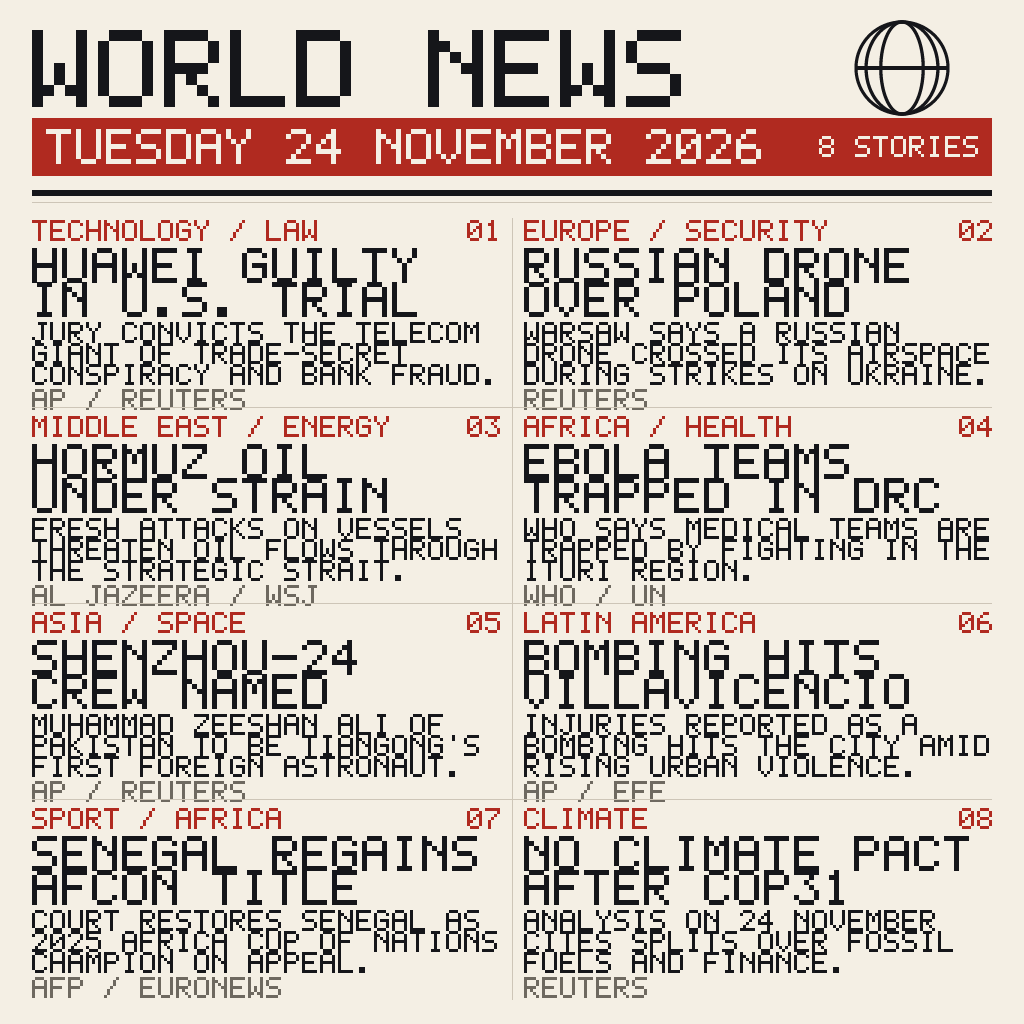 WORLD NEWS
TUESDAY 24 NOVEMBER 2026 8 STORIES
TECHNOLOGY / LAW 01
HUAWEI GUILTY
IN U.S. TRIAL
JURY CONVICTS THE TELECOM
GIANT OF TRADE-SECRET
CONSPIRACY AND BANK FRAUD.
AP / REUTERS
EUROPE / SECURITY 02
RUSSIAN DRONE
OVER POLAND
WARSAW SAYS A RUSSIAN
DRONE CROSSED ITS AIRSPACE
DURING STRIKES ON UKRAINE.
REUTERS
MIDDLE EAST / ENERGY 03
HORMUZ OIL
UNDER STRAIN
FRESH ATTACKS ON VESSELS
THREATEN OIL FLOWS THROUGH
THE STRATEGIC STRAIT.
AL JAZEERA / WSJ
AFRICA / HEALTH 04
EBOLA TEAMS
TRAPPED IN DRC
WHO SAYS MEDICAL TEAMS ARE
TRAPPED BY FIGHTING IN THE
ITURI REGION.
WHO / UN
ASIA / SPACE 05
SHENZHOU-24
CREW NAMED
MUHAMMAD ZEESHAN ALI OF
PAKISTAN TO BE TIANGONG'S
FIRST FOREIGN ASTRONAUT.
AP / REUTERS
LATIN AMERICA 06
BOMBING HITS
VILLAVICENCIO
INJURIES REPORTED AS A
BOMBING HITS THE CITY AMID
RISING URBAN VIOLENCE.
AP / EFE
SPORT / AFRICA 07
SENEGAL REGAINS
AFCON TITLE
COURT RESTORES SENEGAL AS
2025 AFRICA CUP OF NATIONS
CHAMPION ON APPEAL.
AFP / EURONEWS
CLIMATE 08
NO CLIMATE PACT
AFTER COP31
ANALYSIS ON 24 NOVEMBER
CITES SPLITS OVER FOSSIL
FUELS AND FINANCE.
REUTERS